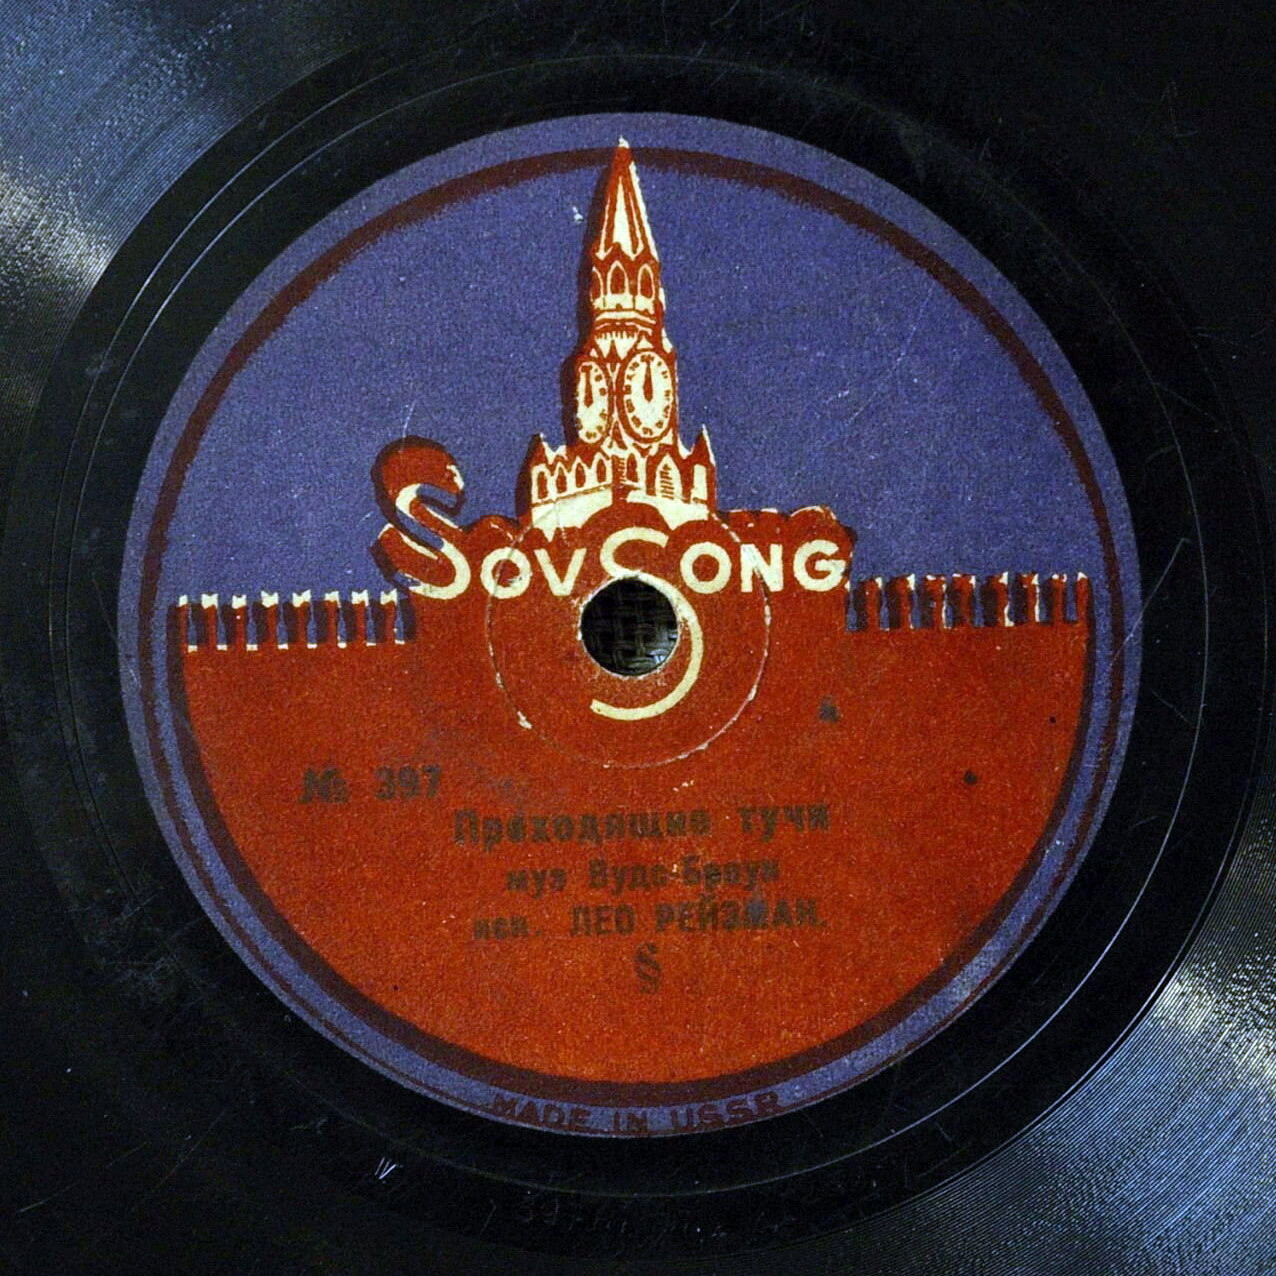 SovSong
№ 397
Проходящие тучи
муз Вудс-Браун
исп. ЛЕО РЕЙЗМАН.
§
MADE IN USSR